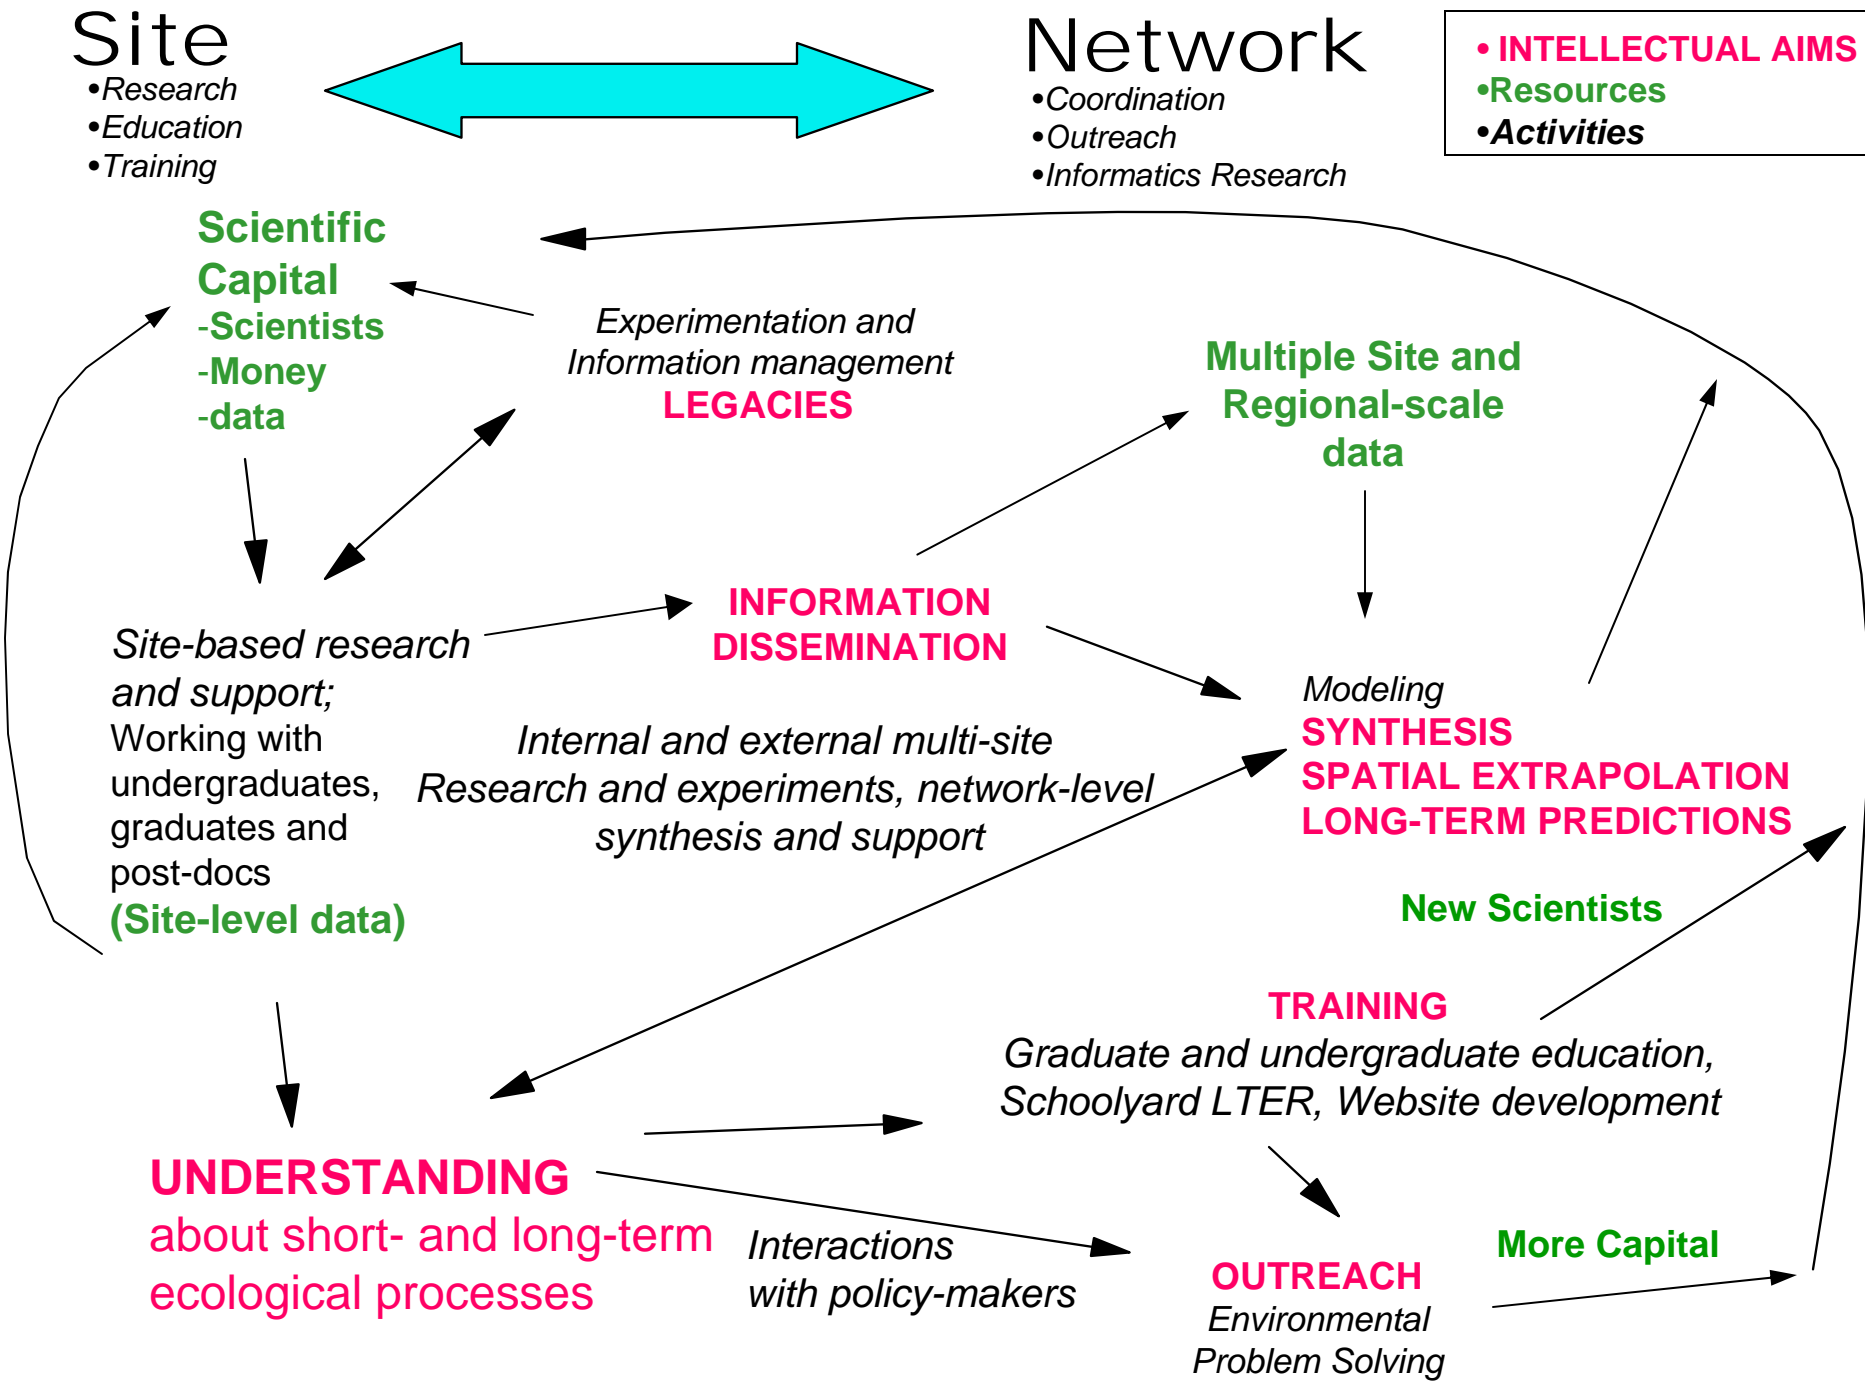 Site
•Research
•Education
•Training
Network
•Coordination
•Outreach
•Informatics Research
• INTELLECTUAL AIMS
•Resources
•Activities
Scientific
Capital
-Scientists
-Money
-data
Experimentation and
Information management
LEGACIES
Multiple Site and
Regional-scale
data
INFORMATION
DISSEMINATION
Site-based research
and support;
Working with
undergraduates,
graduates and
post-docs
(Site-level data)
Internal and external multi-site
Research and experiments, network-level
synthesis and support
Modeling
SYNTHESIS
SPATIAL EXTRAPOLATION
LONG-TERM PREDICTIONS
New Scientists
TRAINING
Graduate and undergraduate education,
Schoolyard LTER, Website development
UNDERSTANDING
about short- and long-term
ecological processes
Interactions
with policy-makers
More Capital
OUTREACH
Environmental
Problem Solving